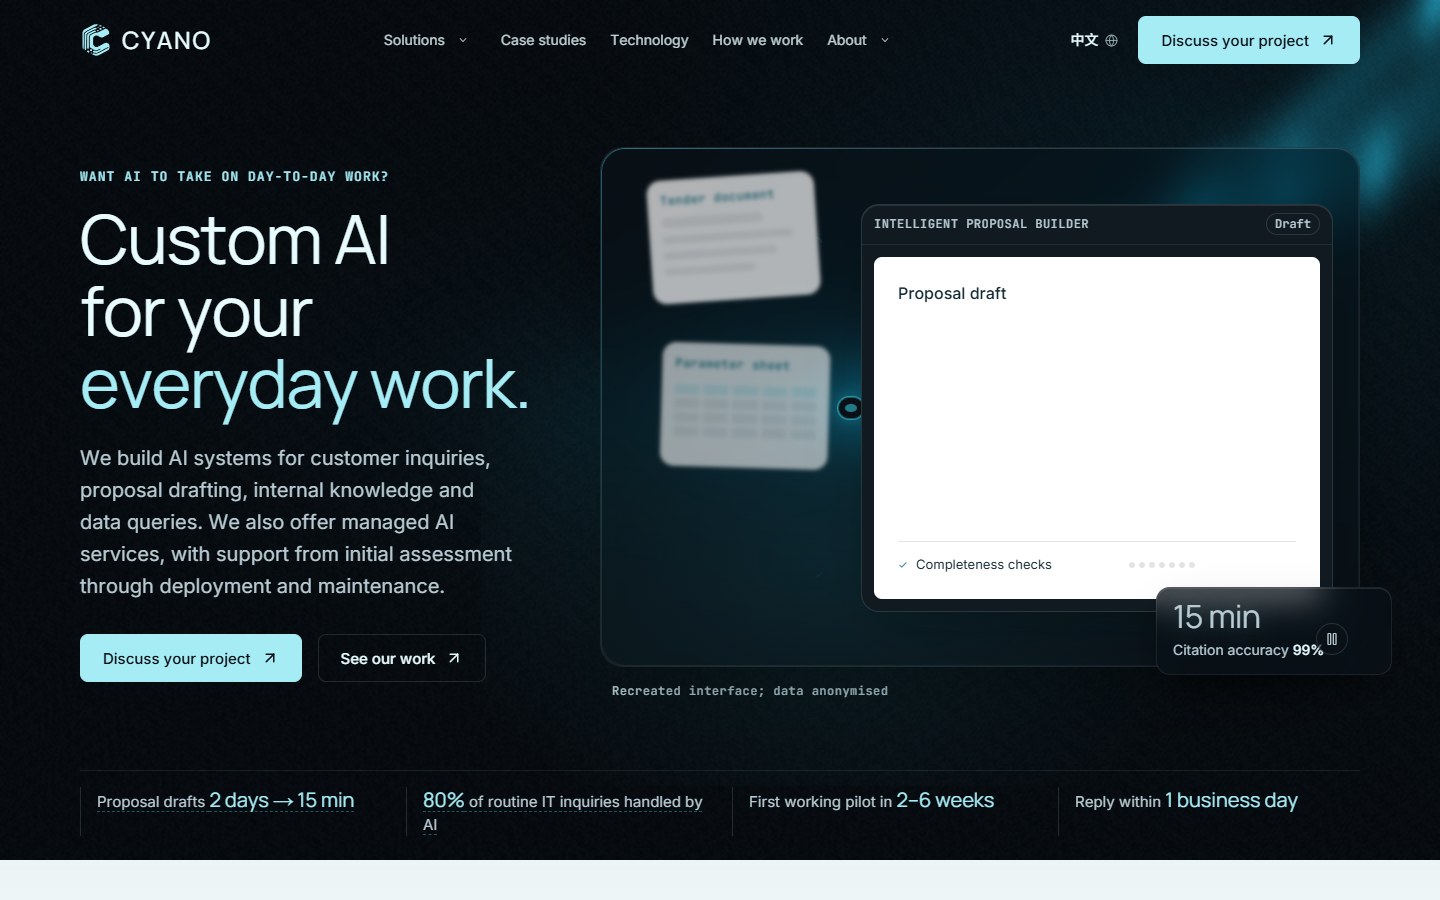 CYANO
Solutions
Case studies
Technology
How we work
About
中文
Discuss your project
WANT AI TO TAKE ON DAY-TO-DAY WORK?
Custom AI
for your
everyday work.
We build AI systems for customer inquiries,
proposal drafting, internal knowledge and
data queries. We also offer managed AI
services, with support from initial assessment
through deployment and maintenance.
Discuss your project
See our work
Tender document
Parameter sheet
INTELLIGENT PROPOSAL BUILDER
Draft
Proposal draft
Completeness checks
15 min
Citation accuracy 99%
Recreated interface; data anonymised
Proposal drafts 2 days → 15 min
80% of routine IT inquiries handled by
AI
First working pilot in 2–6 weeks
Reply within 1 business day